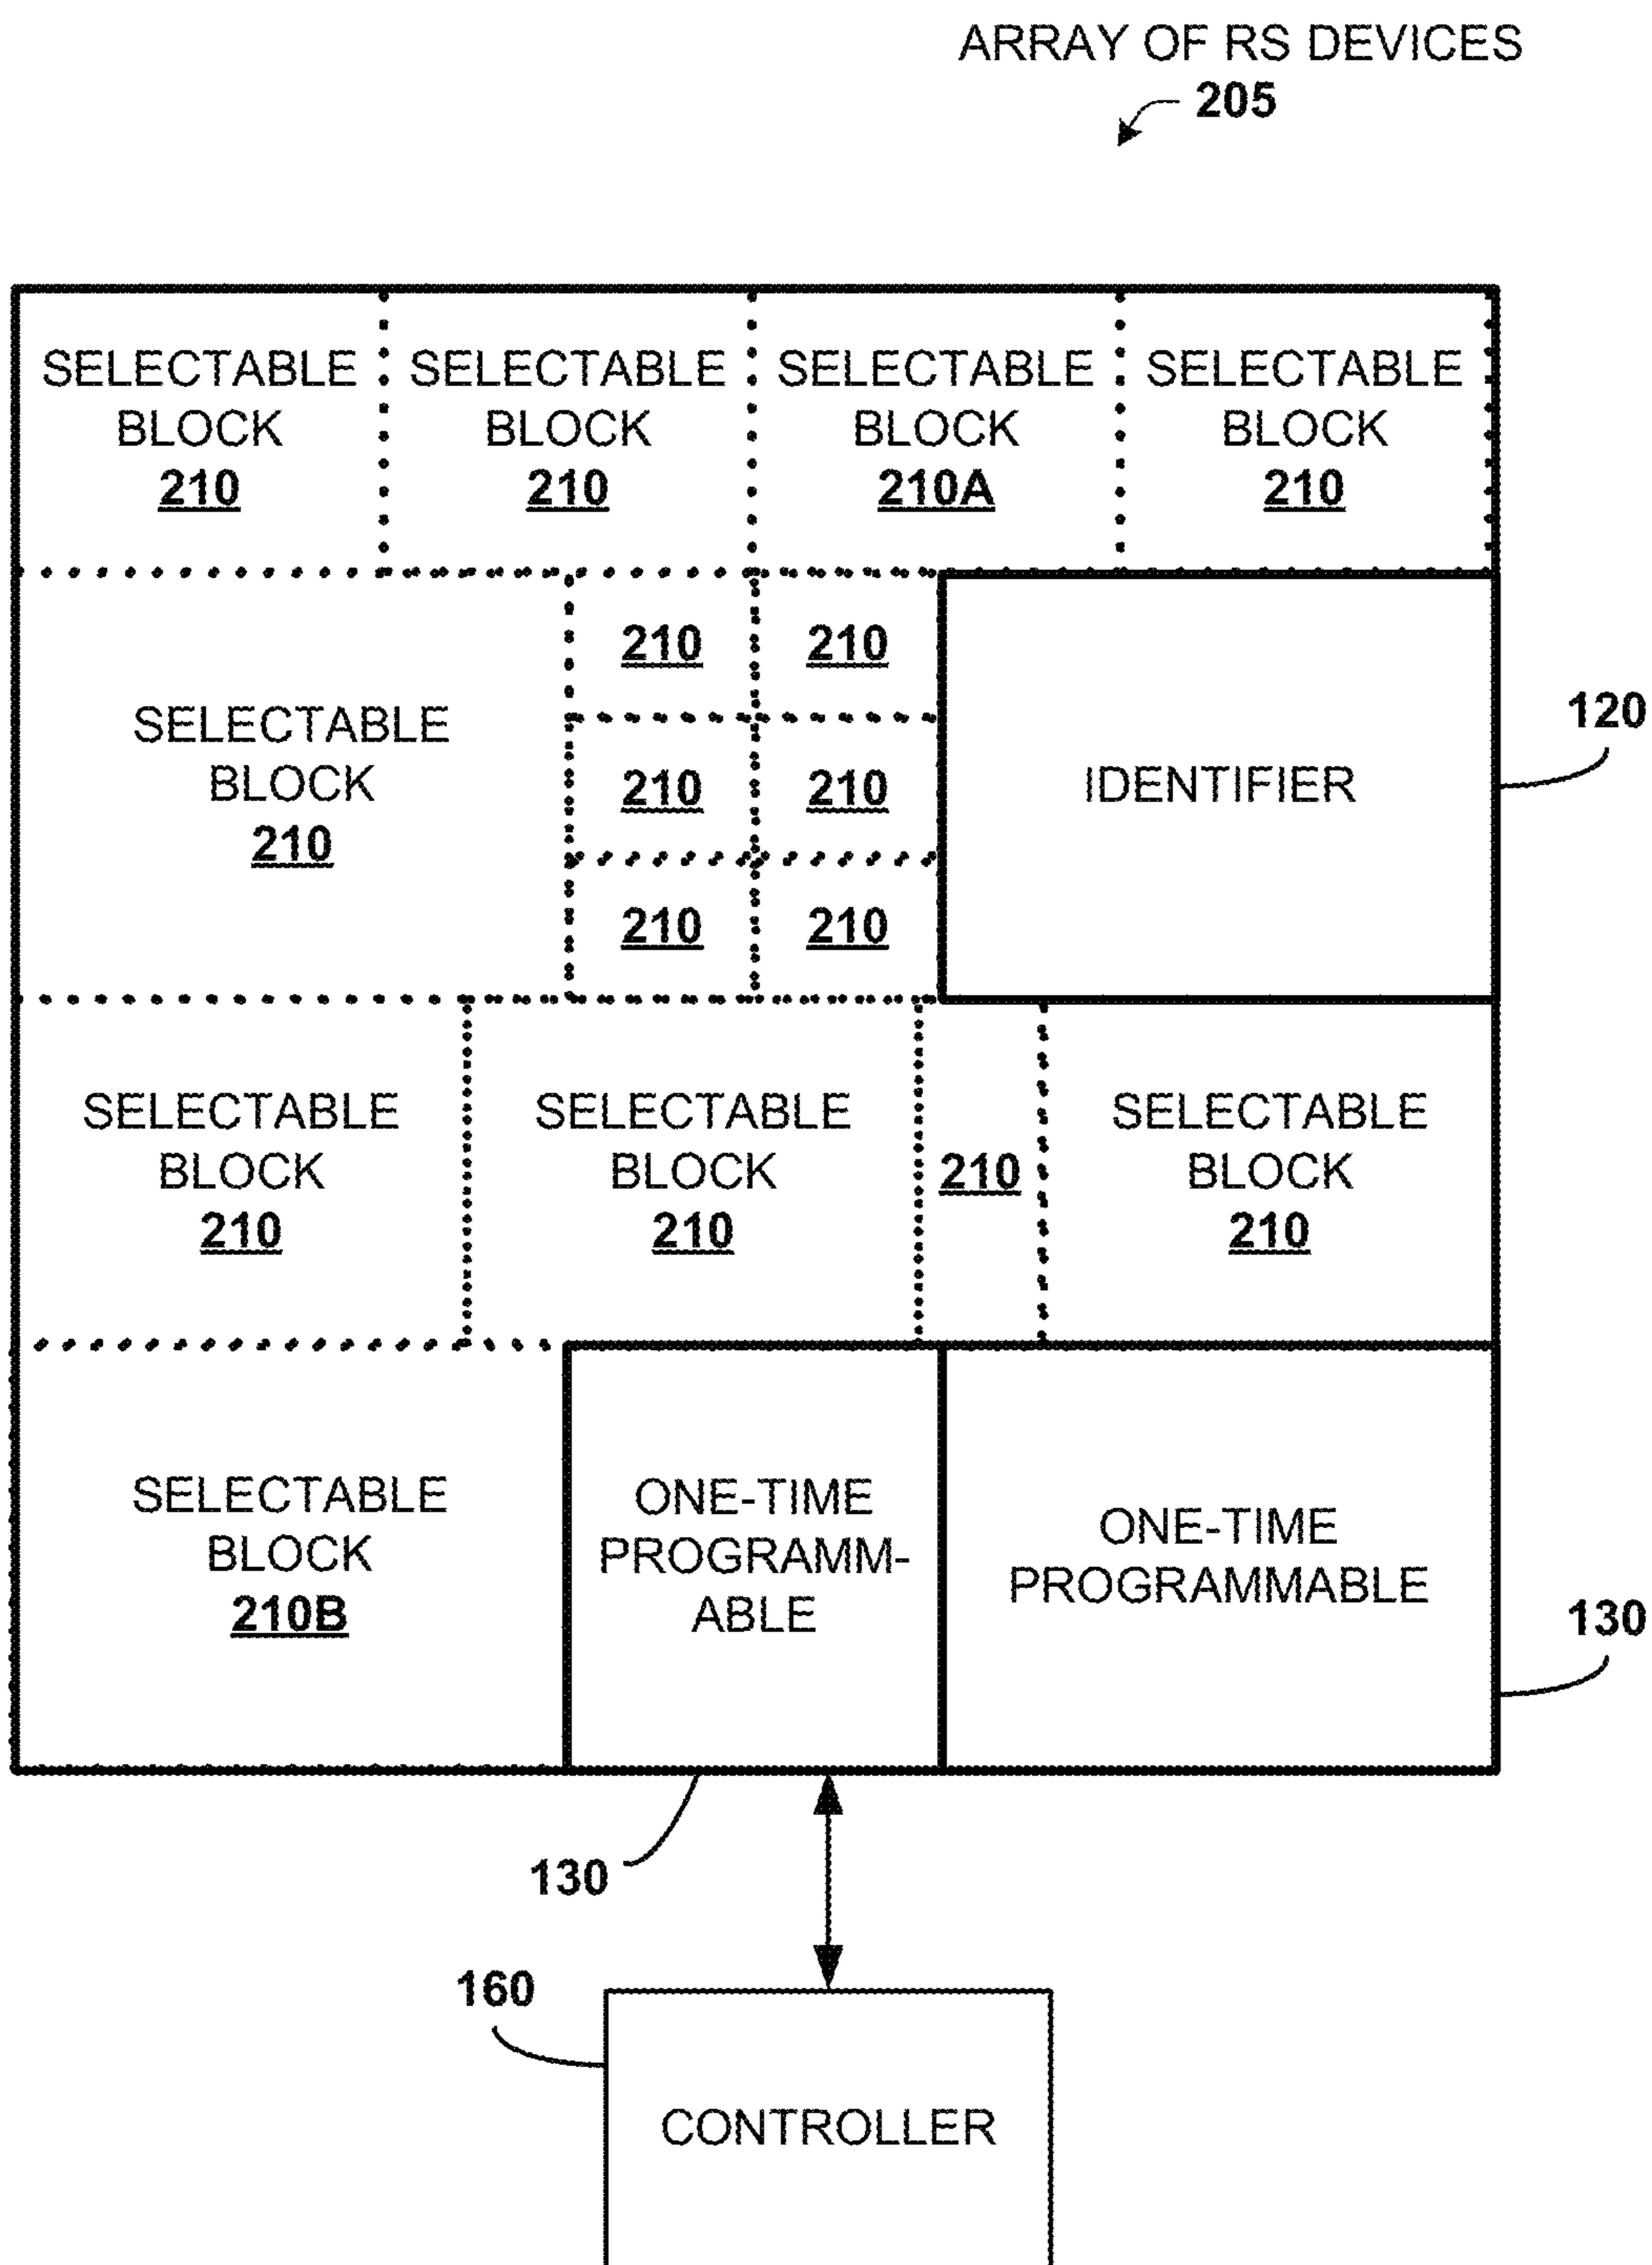 ARRAY OF RS DEVICES
205
SELECTABLE
BLOCK
210
SELECTABLE
BLOCK
210
SELECTABLE
BLOCK
210A
SELECTABLE
BLOCK
210
SELECTABLE
BLOCK
210
210
210
210
210
210
210
IDENTIFIER
120
SELECTABLE
BLOCK
210
SELECTABLE
BLOCK
210
210
SELECTABLE
BLOCK
210
SELECTABLE
BLOCK
210B
ONE-TIME
PROGRAMM-
ABLE
ONE-TIME
PROGRAMMABLE
130
130
160
CONTROLLER